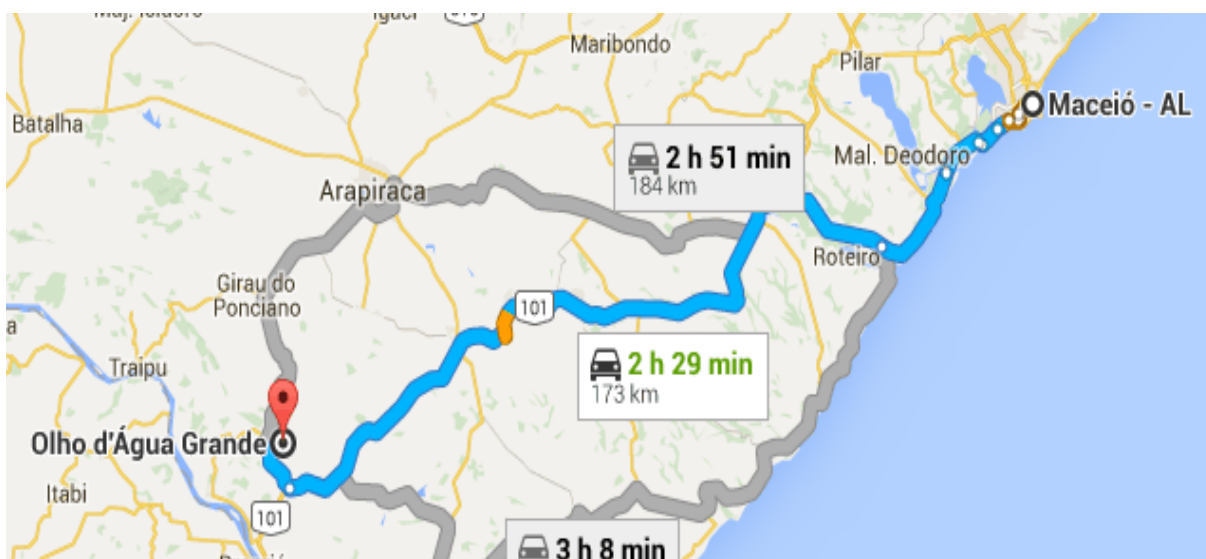 Maribondo
Pilar
Maceió - AL
Batalha
2 h 51 min
184 km
Mal. Deodoro
Arapiraca
Roteiro
Girau do
Ponciano
101
2 h 29 min
173 km
Traipu
Olho d'Água Grande
Itabi
101
3 h 8 min